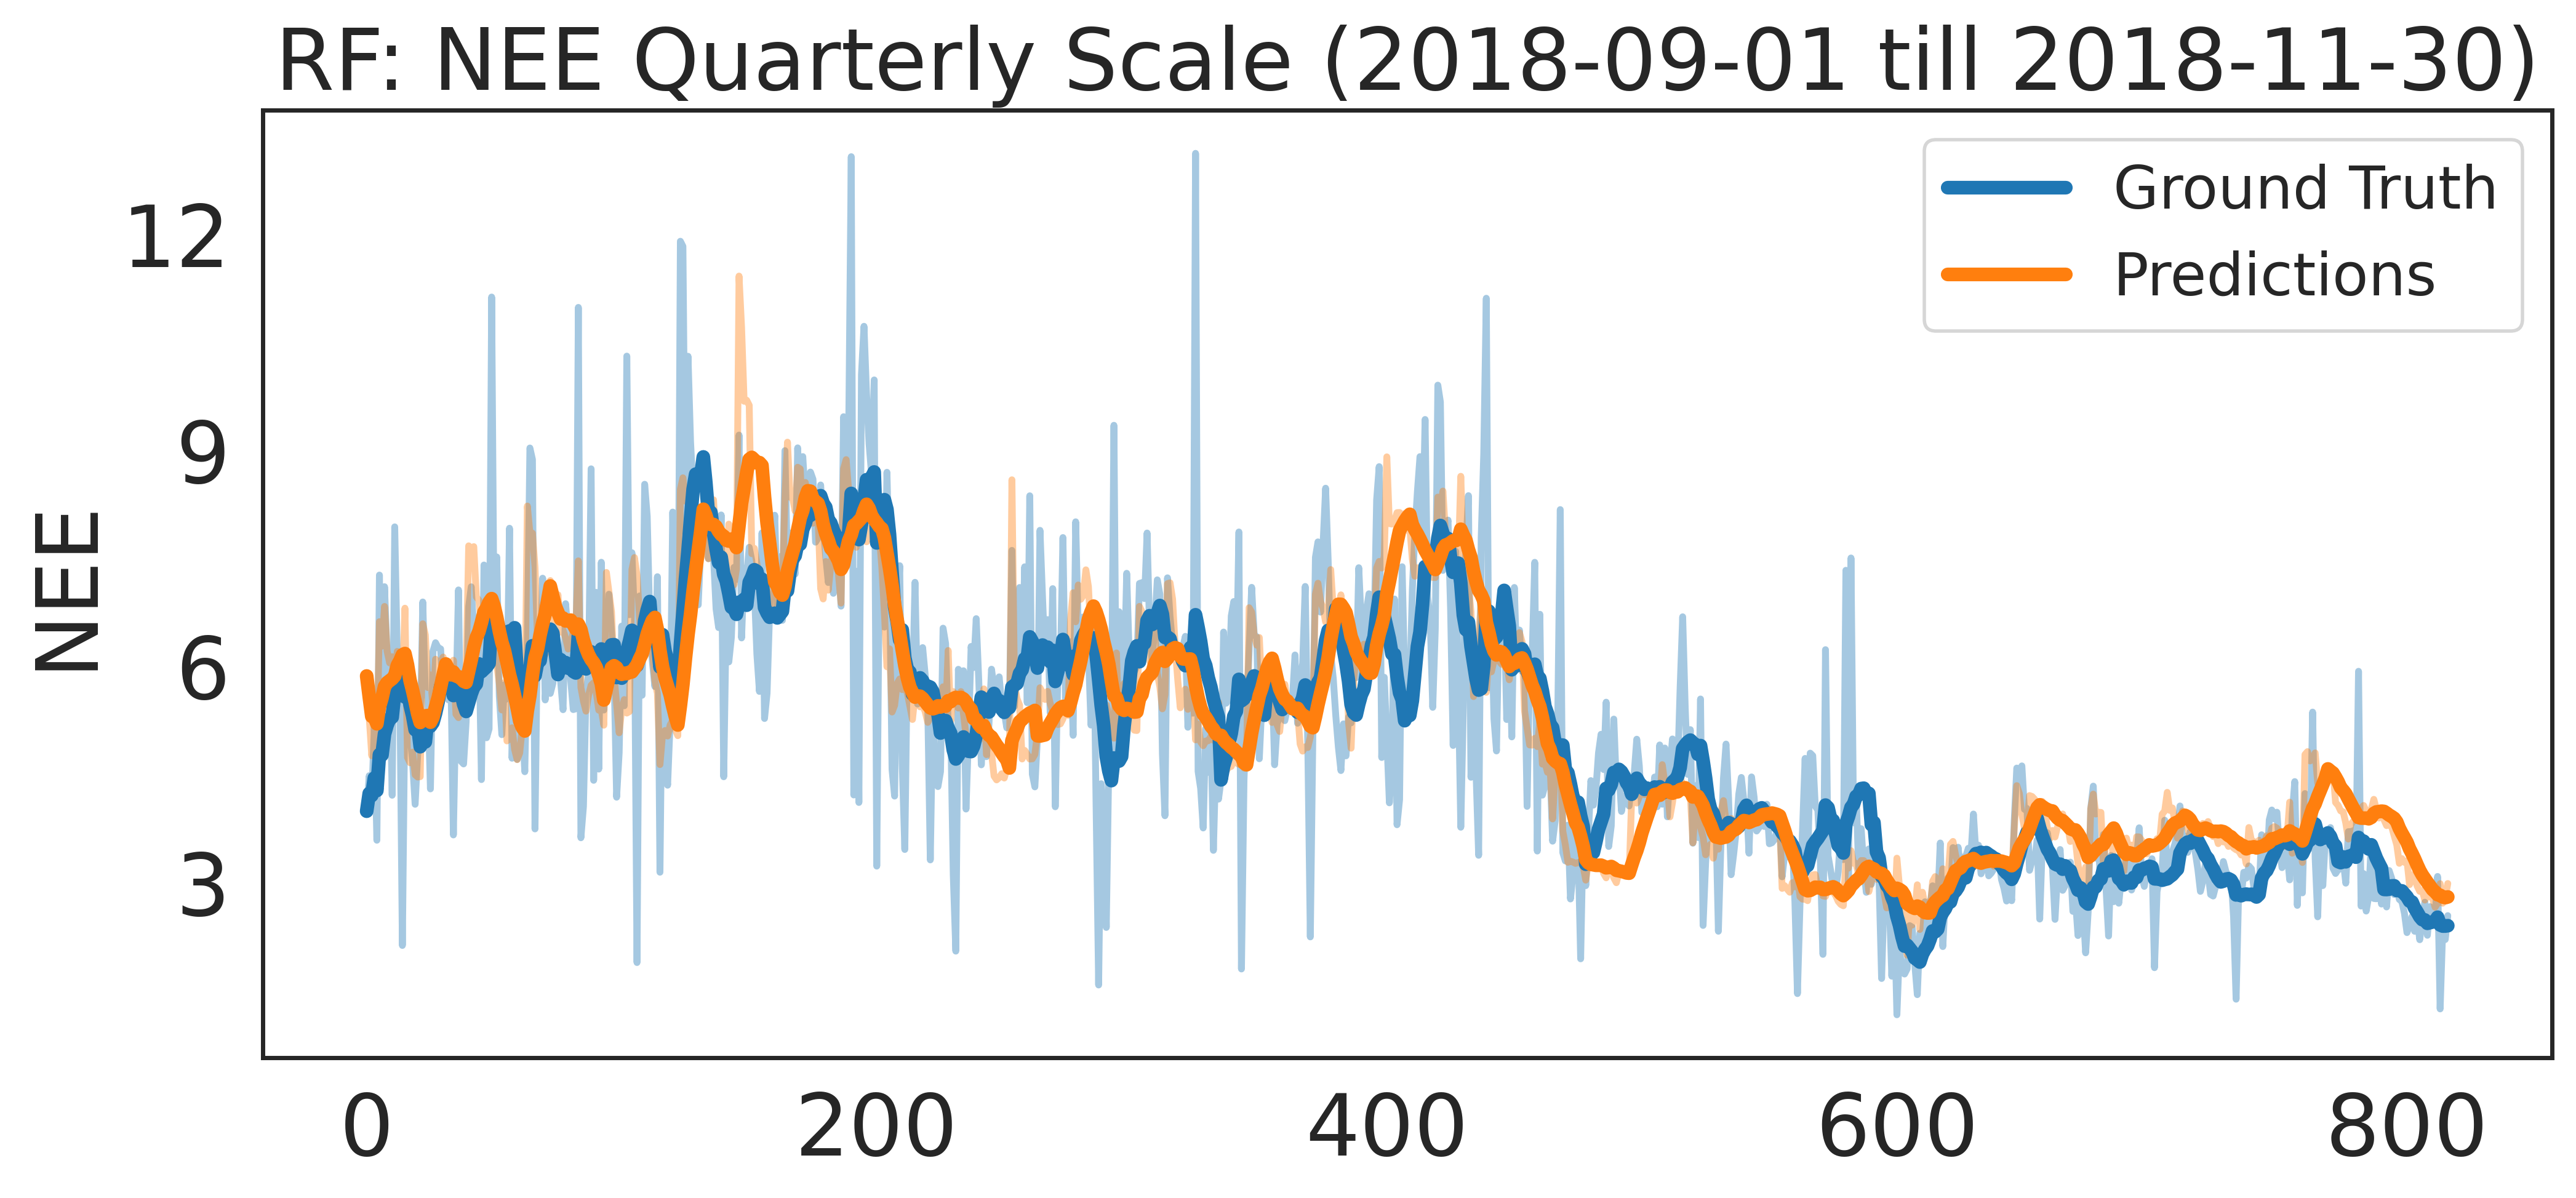 RF: NEE Quarterly Scale (2018-09-01 till 2018-11-30)
Ground Truth
Predictions
NEE
12
9
6
3
0 200 400 600 800